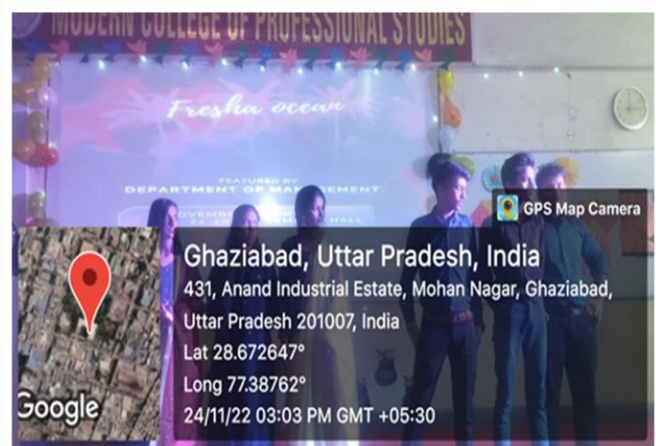 MODERN COLLEGE OF PROFESSIONAL STUDIES
Fresha ocean
FEATURED BY
DEPARTMENT OF MANAGEMENT
GPS Map Camera
Ghaziabad, Uttar Pradesh, India
431, Anand Industrial Estate, Mohan Nagar, Ghaziabad,
Uttar Pradesh 201007, India
Lat 28.672647°
Long 77.38762°
24/11/22 03:03 PM GMT +05:30
Google